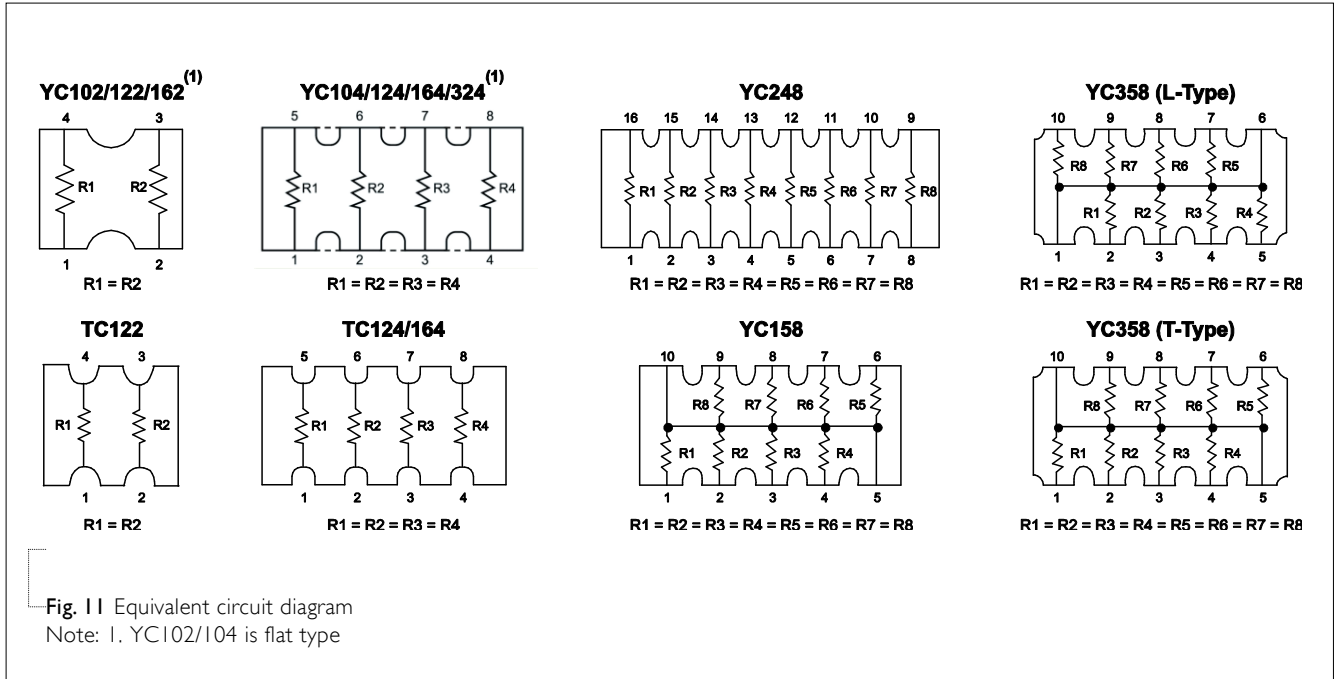 YC102/122/162(1) YC104/124/164/324(1) YC248 YC358 (L-Type)
4 3 5 6 7 8 16 15 14 13 12 11 10 9 10 9 8 7 6
R8 R7 R6 R5
R1 R2 R1 R2 R3 R4 R1 R2 R3 R4 R5 R6 R7 R8
R1 R2 R3 R4
1 2 1 2 3 4 1 2 3 4 5 6 7 8 1 2 3 4 5
R1 = R2 R1 = R2 = R3 = R4 R1 = R2 = R3 = R4 = R5 = R6 = R7 = R8 R1 = R2 = R3 = R4 = R5 = R6 = R7 = R8
TC122 TC124/164 YC158 YC358 (T-Type)
4 3 5 6 7 8 10 9 8 7 6 10 9 8 7 6
R8 R7 R6 R5 R8 R7 R6 R5
R1 R2 R1 R2 R3 R4
R1 R2 R3 R4 R1 R2 R3 R4
1 2 1 2 3 4 1 2 3 4 5 1 2 3 4 5
R1 = R2 R1 = R2 = R3 = R4 R1 = R2 = R3 = R4 = R5 = R6 = R7 = R8 R1 = R2 = R3 = R4 = R5 = R6 = R7 = R8
Fig. 11 Equivalent circuit diagram
Note: 1. YC102/104 is flat type